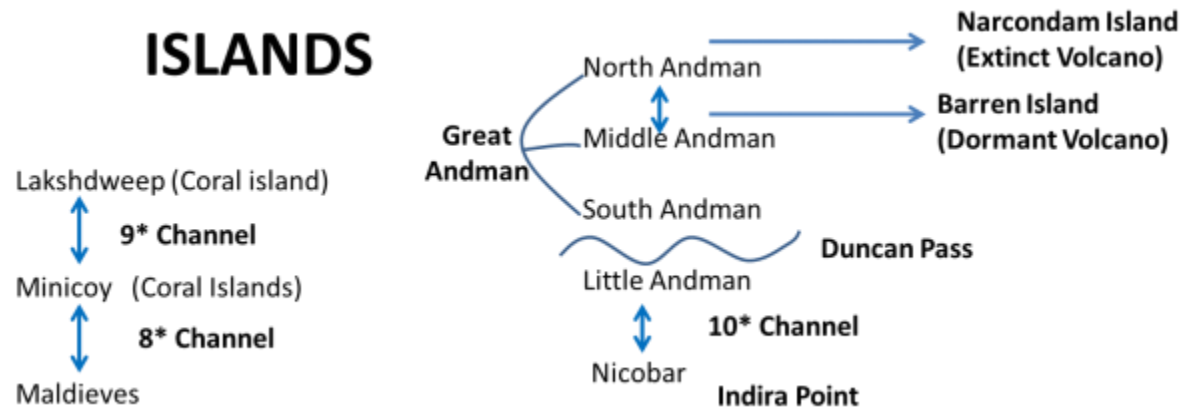 ISLANDS
Lakshdweep (Coral island)
9* Channel
Minicoy (Coral Islands)
8* Channel
Maldieves
Great
Andman
North Andman
Middle Andman
South Andman
Duncan Pass
Little Andman
10* Channel
Nicobar
Indira Point
Narcondam Island
(Extinct Volcano)
Barren Island
(Dormant Volcano)